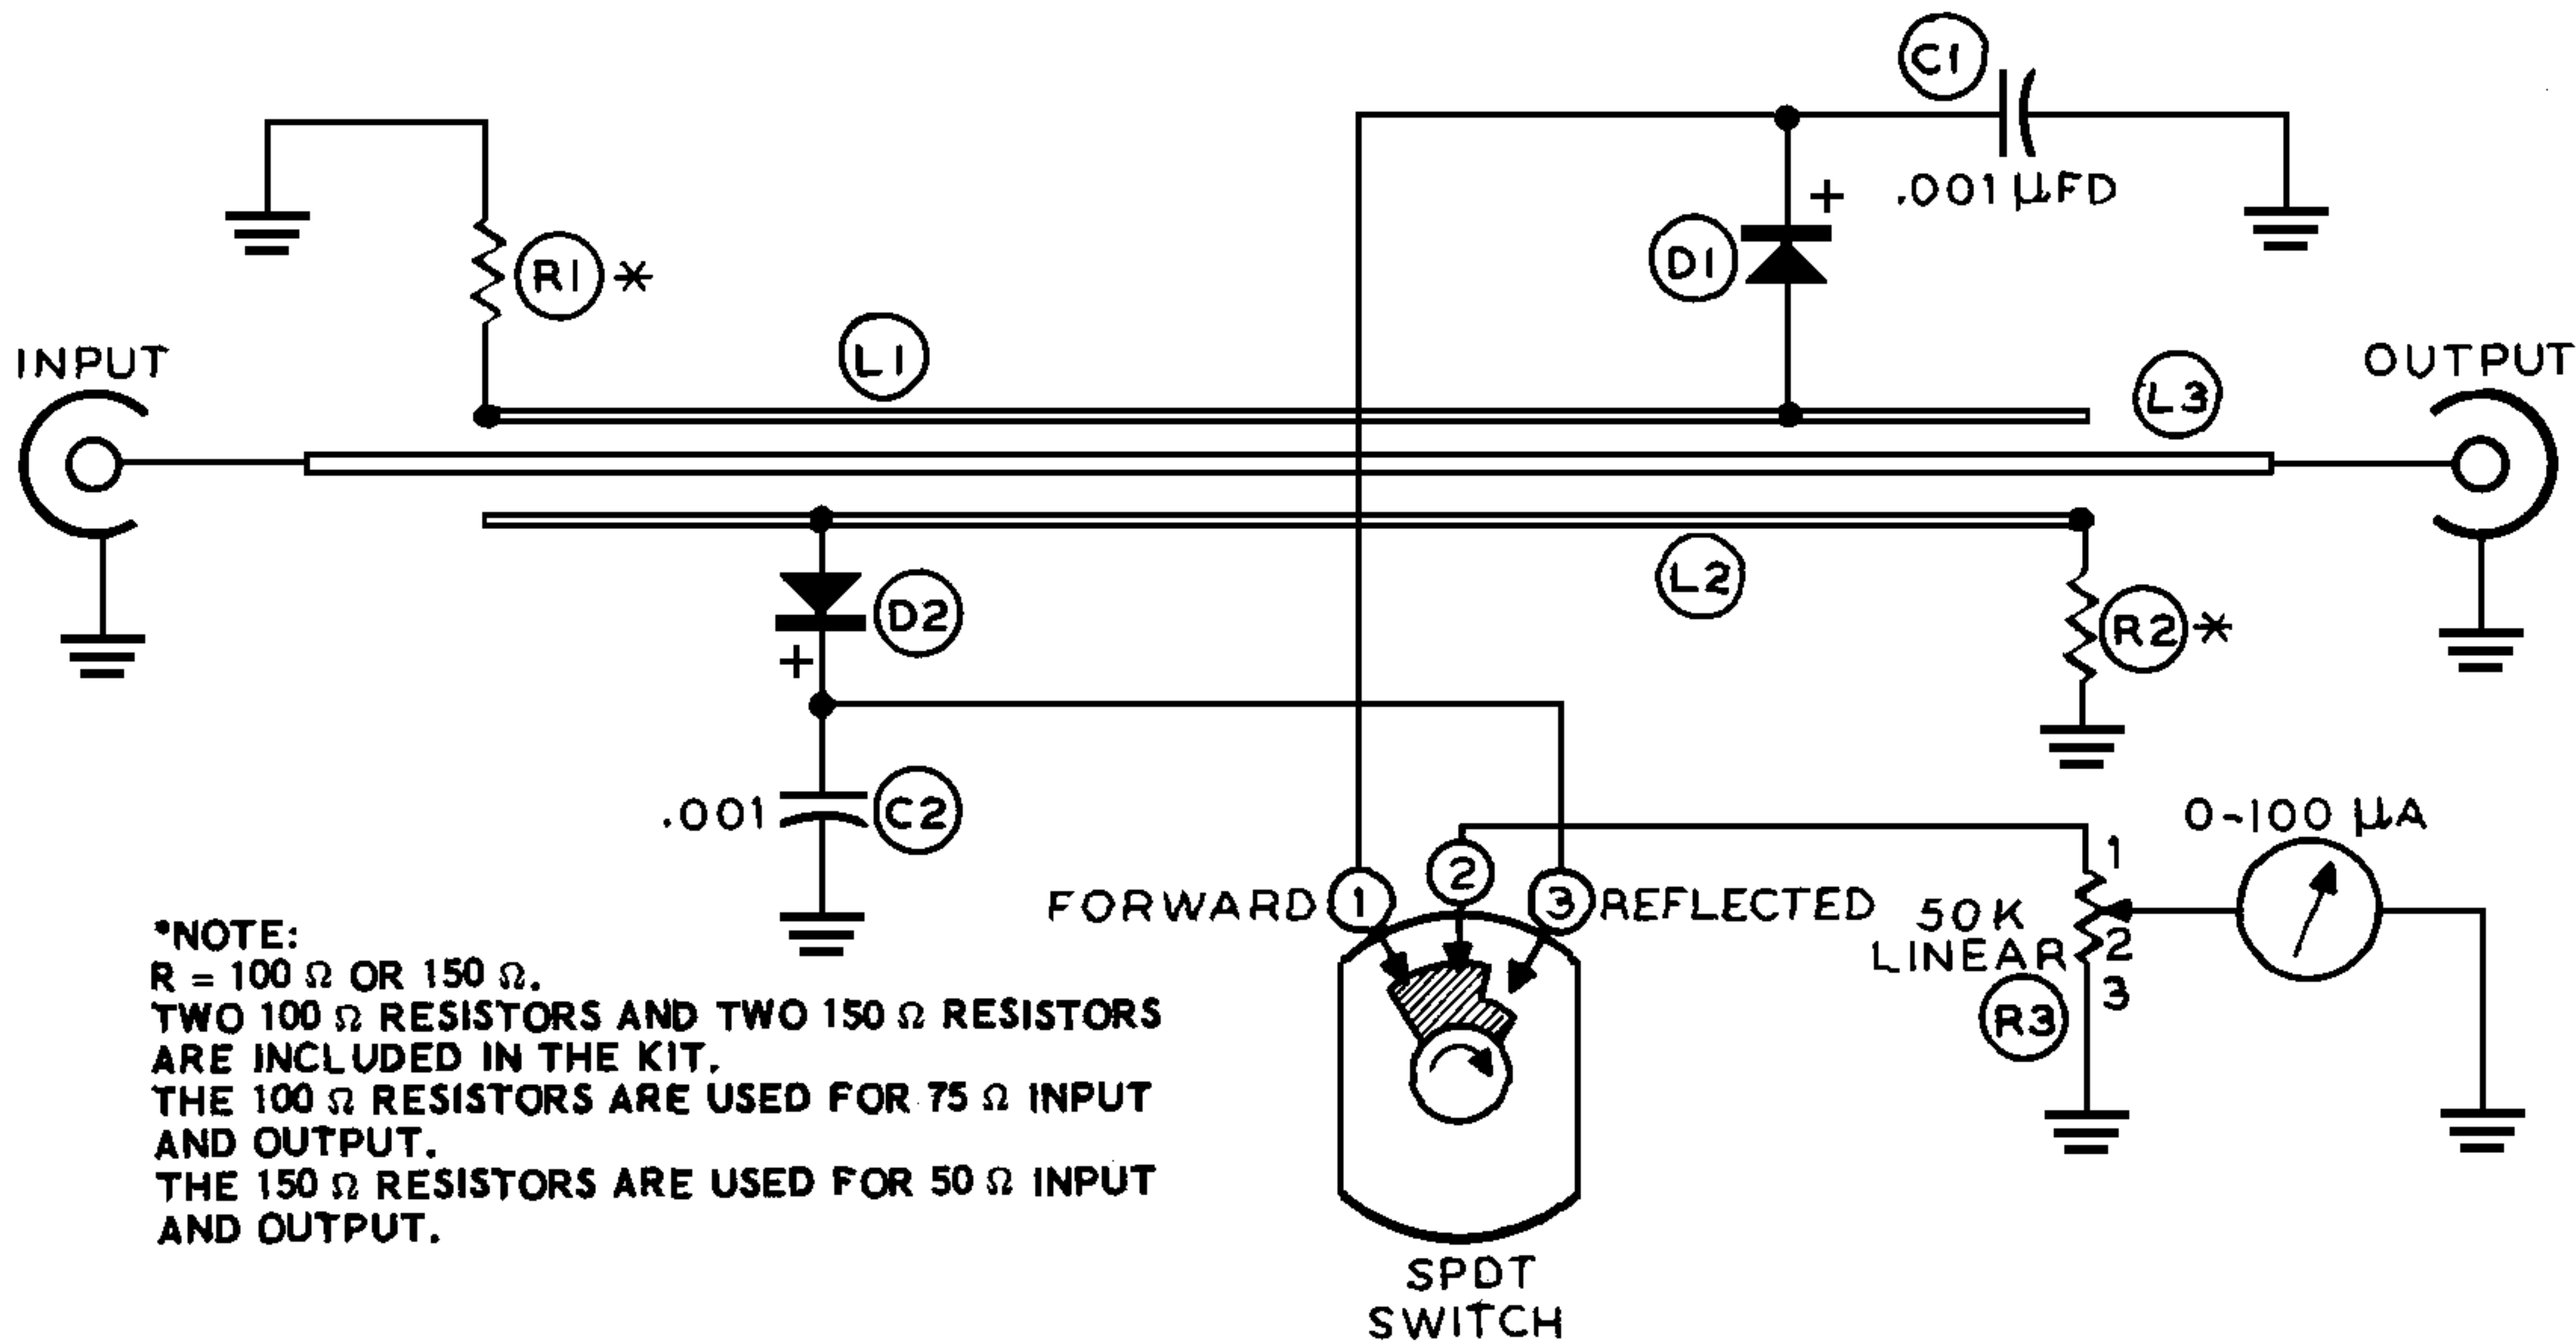 C1
.001 µFD
+
D1
R1 *
L1
INPUT
L3
OUTPUT
L2
D2
+
R2 *
.001
C2
0-100 µA
1
2
3
FORWARD 1
2
3 REFLECTED
50K
LINEAR
R3
*NOTE:
R = 100 Ω OR 150 Ω.
TWO 100 Ω RESISTORS AND TWO 150 Ω RESISTORS
ARE INCLUDED IN THE KIT.
THE 100 Ω RESISTORS ARE USED FOR 75 Ω INPUT
AND OUTPUT.
THE 150 Ω RESISTORS ARE USED FOR 50 Ω INPUT
AND OUTPUT.
SPDT
SWITCH